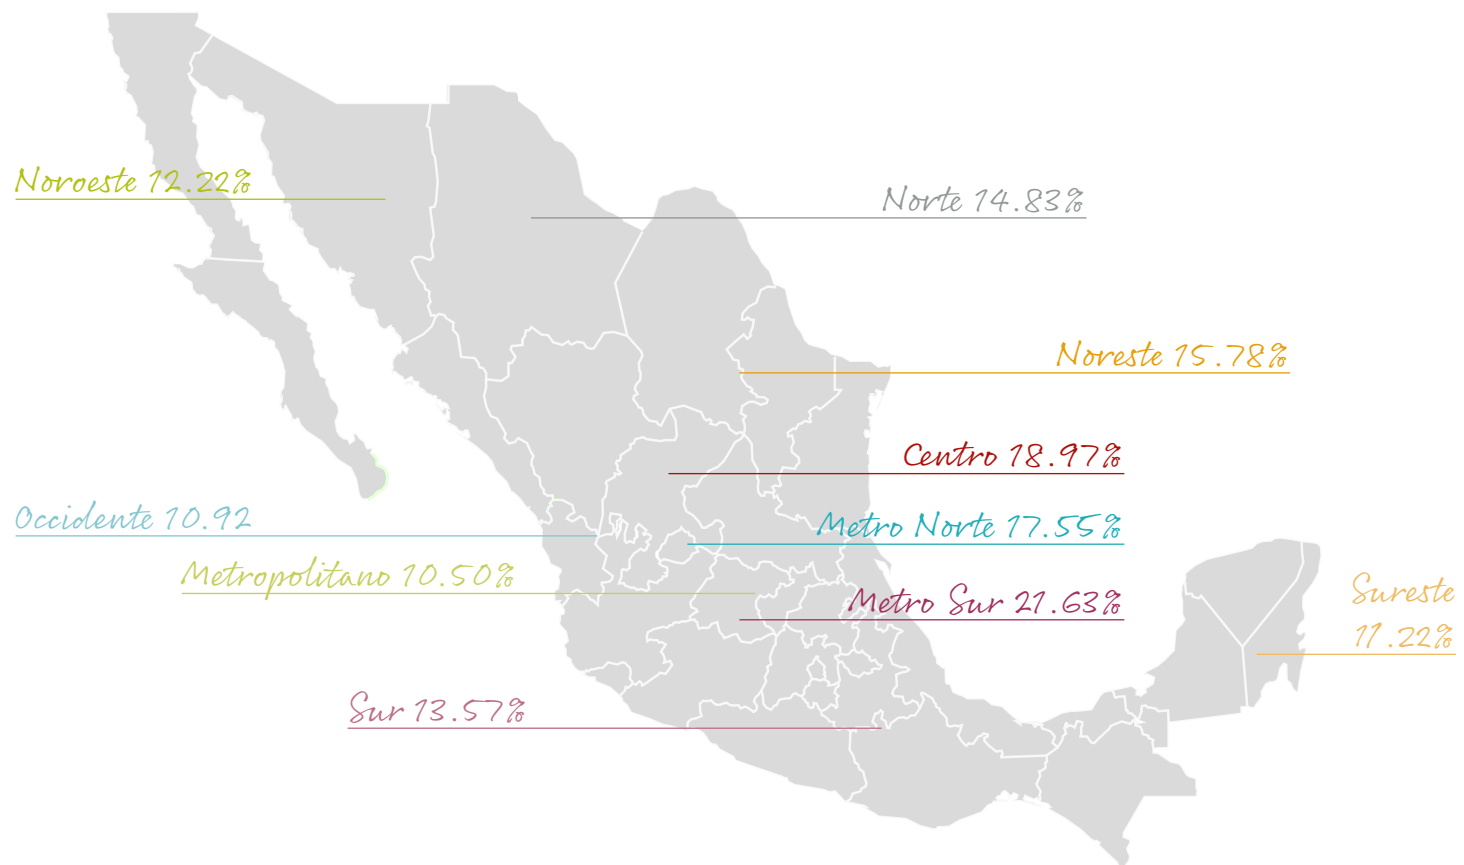 Noroeste 12.22%
Norte 14.83%
Noreste 15.78%
Centro 18.97%
Occidente 10.92
Metro Norte 17.55%
Metropolitano 10.50%
Metro Sur 21.63%
Sureste
11.22%
Sur 13.57%